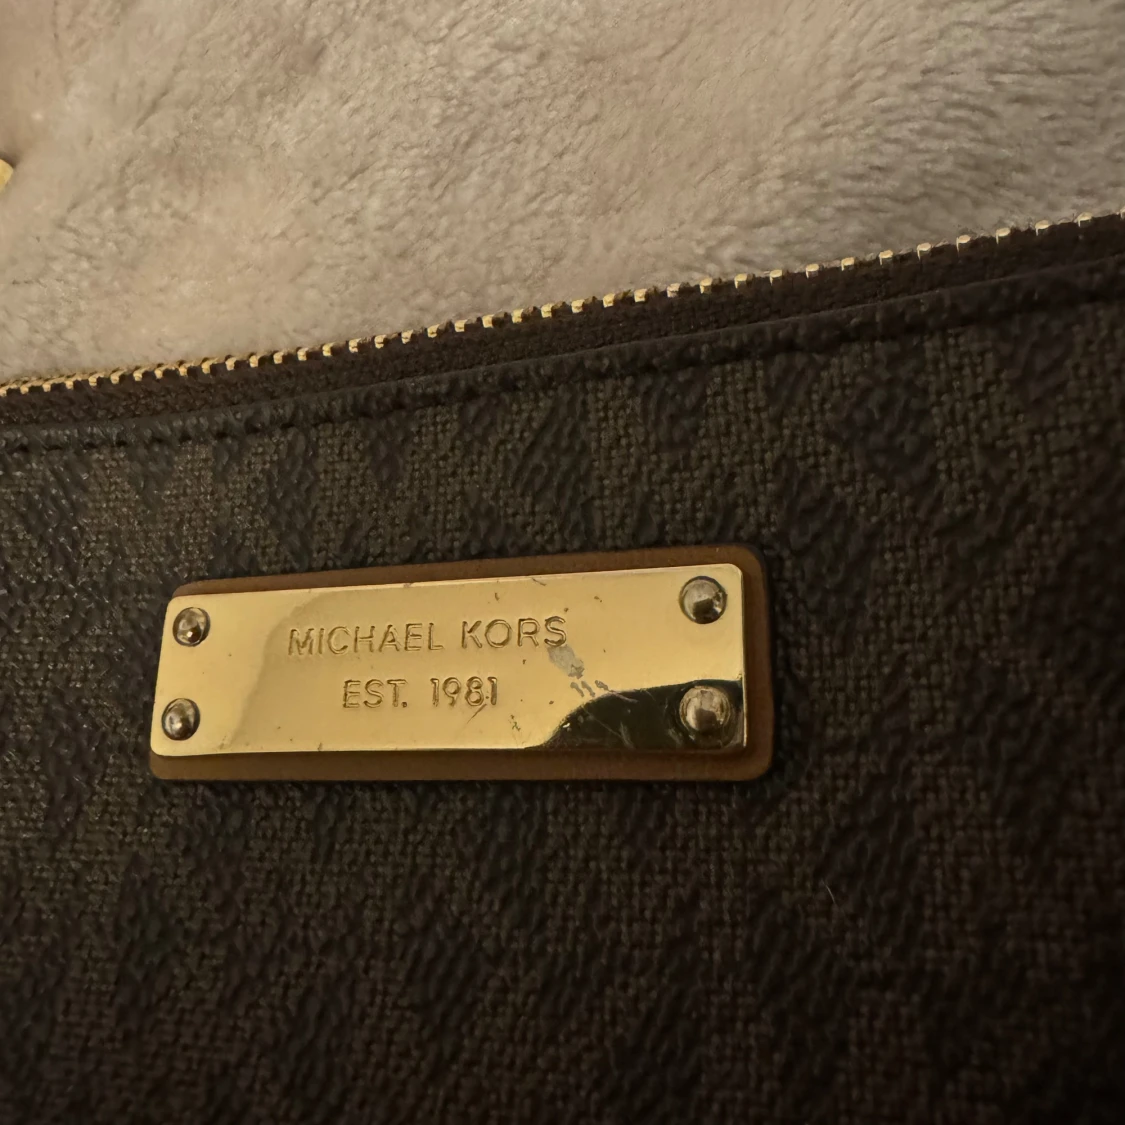 MICHAEL KORS
EST. 1981